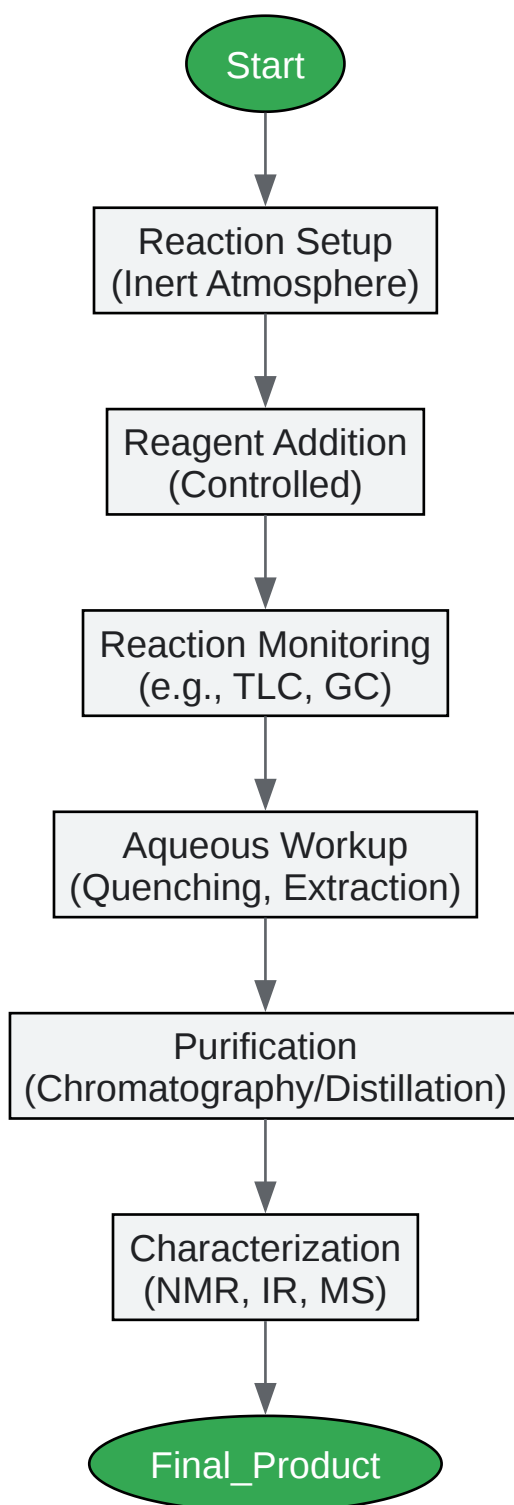 Start
Reaction Setup
(Inert Atmosphere)
Reagent Addition
(Controlled)
Reaction Monitoring
(e.g., TLC, GC)
Aqueous Workup
(Quenching, Extraction)
Purification
(Chromatography/Distillation)
Characterization
(NMR, IR, MS)
Final_Product